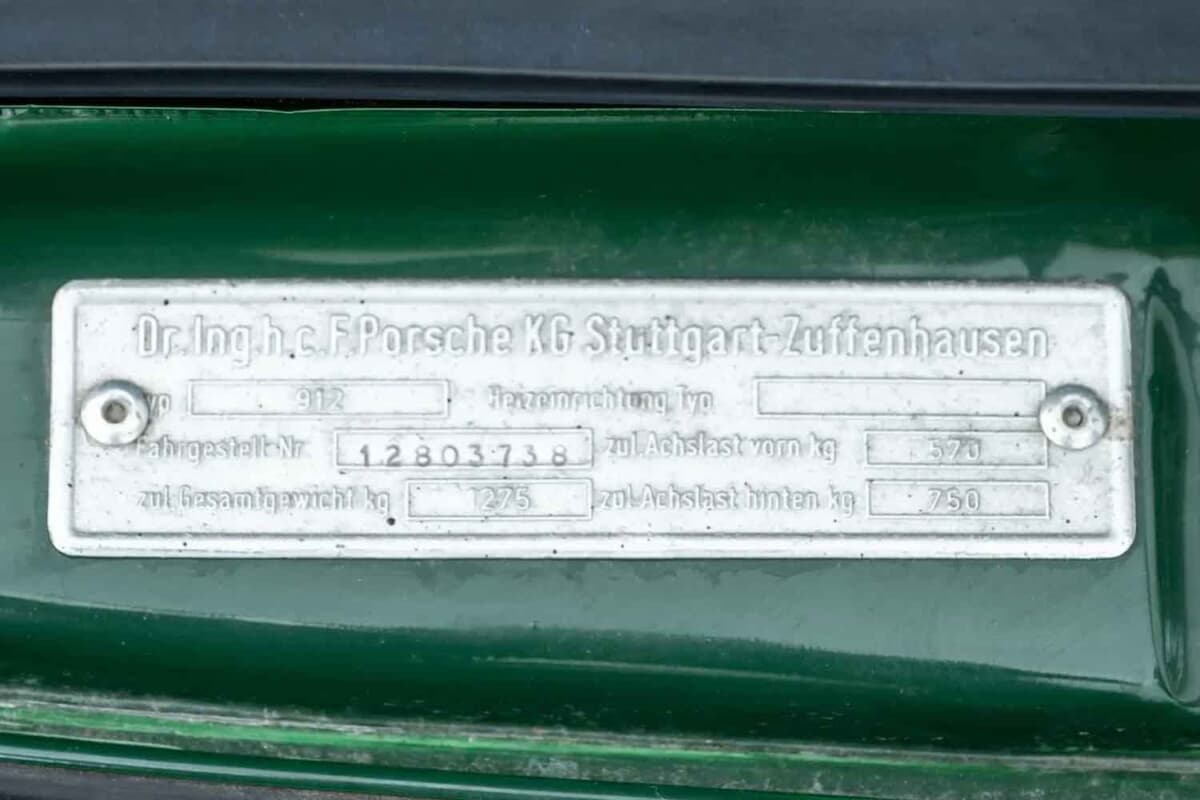 Dr. Ing. h. c. F. Porsche KG Stuttgart-Zuffenhausen
Typ 912 Heizeinrichtung Typ
Fahrgestell-Nr 12803738 zul. Achslast vorn kg 570
zul. Gesamtgewicht kg 1275 zul. Achslast hinten kg 750